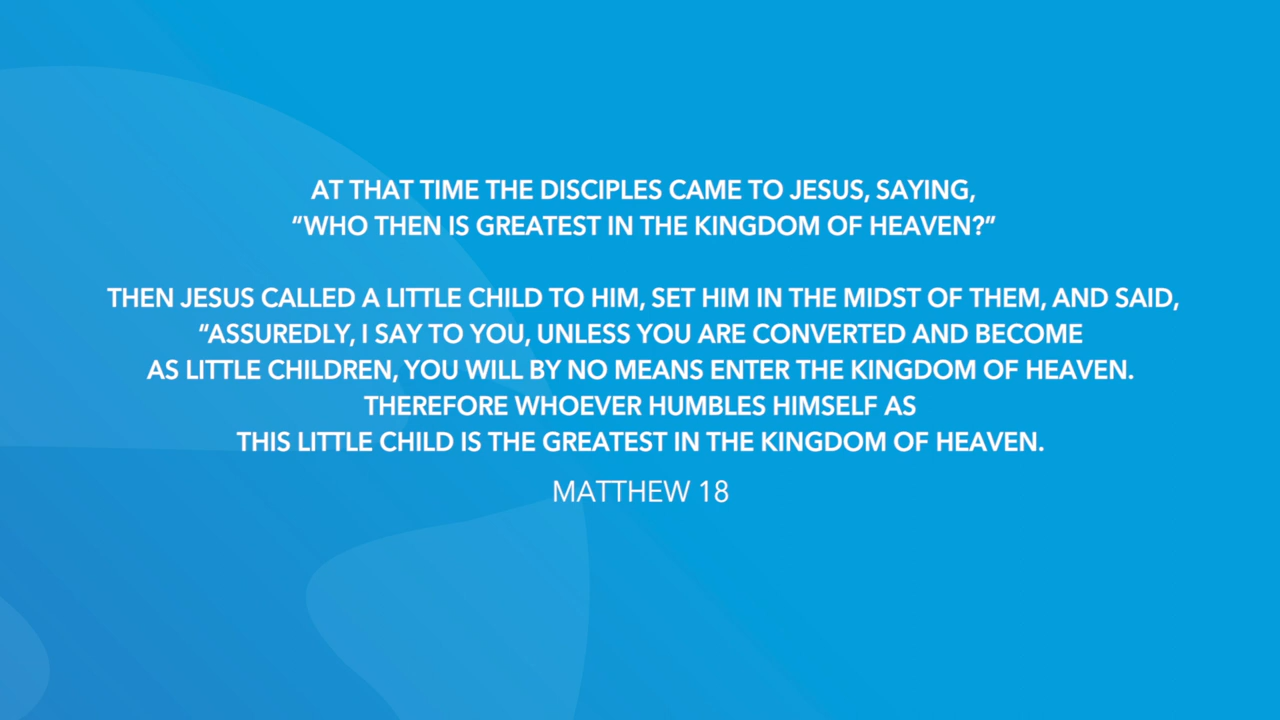 AT THAT TIME THE DISCIPLES CAME TO JESUS, SAYING,
“WHO THEN IS GREATEST IN THE KINGDOM OF HEAVEN?”
THEN JESUS CALLED A LITTLE CHILD TO HIM, SET HIM IN THE MIDST OF THEM, AND SAID,
“ASSUREDLY, I SAY TO YOU, UNLESS YOU ARE CONVERTED AND BECOME
AS LITTLE CHILDREN, YOU WILL BY NO MEANS ENTER THE KINGDOM OF HEAVEN.
THEREFORE WHOEVER HUMBLES HIMSELF AS
THIS LITTLE CHILD IS THE GREATEST IN THE KINGDOM OF HEAVEN.
MATTHEW 18